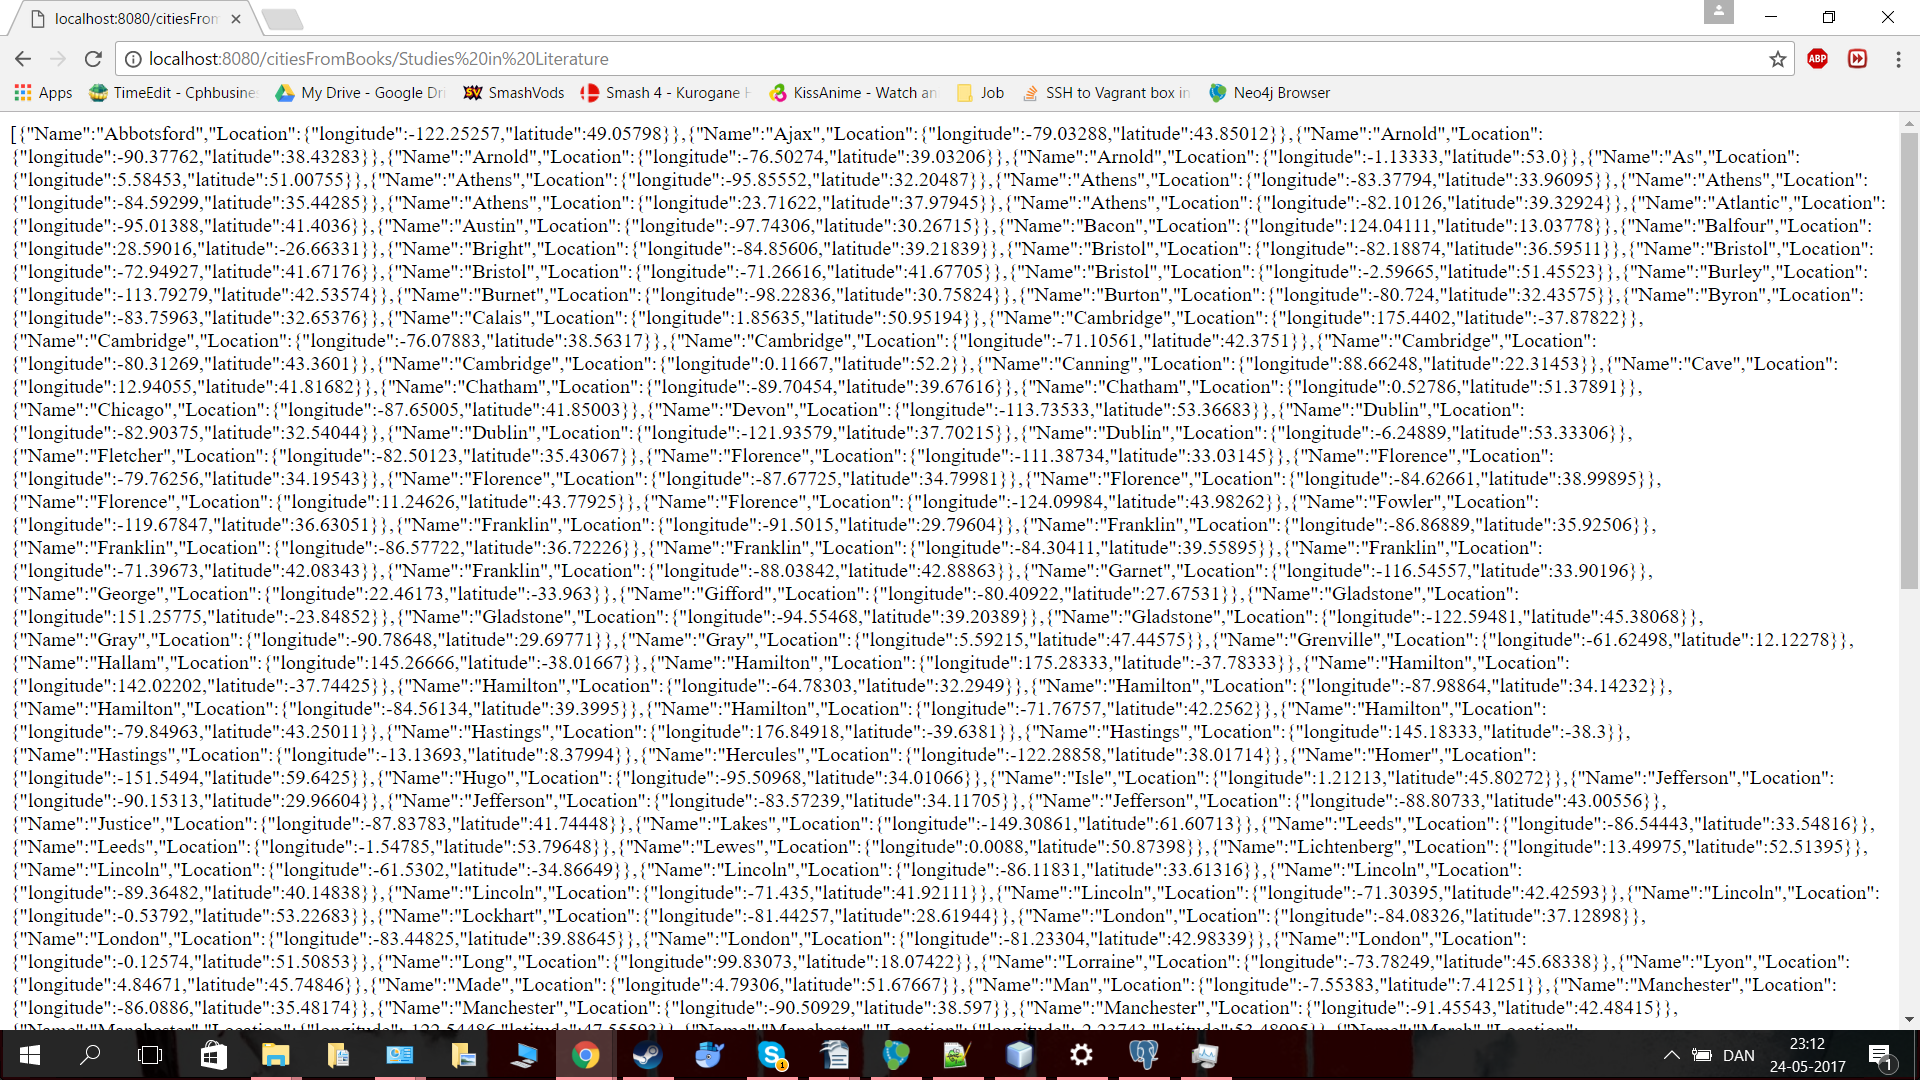 localhost:8080/citiesFrom
localhost:8080/citiesFromBooks/Studies%20in%20Literature
ABP
Apps TimeEdit - Cphbusine My Drive - Google Dri SmashVods Smash 4 - Kurogane H KissAnime - Watch an Job SSH to Vagrant box in Neo4j Browser
[{"Name":"Abbotsford","Location":{"longitude":-122.25257,"latitude":49.05798}},{"Name":"Ajax","Location":{"longitude":-79.03288,"latitude":43.85012}},{"Name":"Arnold","Location":
{"longitude":-90.37762,"latitude":38.43283}},{"Name":"Arnold","Location":{"longitude":-76.50274,"latitude":39.03206}},{"Name":"Arnold","Location":{"longitude":-1.13333,"latitude":53.0}},{"Name":"As","Location":
{"longitude":5.58453,"latitude":51.00755}},{"Name":"Athens","Location":{"longitude":-95.85552,"latitude":32.20487}},{"Name":"Athens","Location":{"longitude":-83.37794,"latitude":33.96095}},{"Name":"Athens","Location":
{"longitude":-84.59299,"latitude":35.44285}},{"Name":"Athens","Location":{"longitude":23.71622,"latitude":37.97945}},{"Name":"Athens","Location":{"longitude":-82.10126,"latitude":39.32924}},{"Name":"Atlantic","Location":
{"longitude":-95.01388,"latitude":41.4036}},{"Name":"Austin","Location":{"longitude":-97.74306,"latitude":30.26715}},{"Name":"Bacon","Location":{"longitude":124.04111,"latitude":13.03778}},{"Name":"Balfour","Location":
{"longitude":28.59016,"latitude":-26.66331}},{"Name":"Bright","Location":{"longitude":-84.85606,"latitude":39.21839}},{"Name":"Bristol","Location":{"longitude":-82.18874,"latitude":36.59511}},{"Name":"Bristol","Location":
{"longitude":-72.94927,"latitude":41.67176}},{"Name":"Bristol","Location":{"longitude":-71.26616,"latitude":41.67705}},{"Name":"Bristol","Location":{"longitude":-2.59665,"latitude":51.45523}},{"Name":"Burley","Location":
{"longitude":-113.79279,"latitude":42.53574}},{"Name":"Burnet","Location":{"longitude":-98.22836,"latitude":30.75824}},{"Name":"Burton","Location":{"longitude":-80.724,"latitude":32.43575}},{"Name":"Byron","Location":
{"longitude":-83.75963,"latitude":32.65376}},{"Name":"Calais","Location":{"longitude":1.85635,"latitude":50.95194}},{"Name":"Cambridge","Location":{"longitude":175.4402,"latitude":-37.87822}},
{"Name":"Cambridge","Location":{"longitude":-76.07883,"latitude":38.56317}},{"Name":"Cambridge","Location":{"longitude":-71.10561,"latitude":42.3751}},{"Name":"Cambridge","Location":
{"longitude":-80.31269,"latitude":43.3601}},{"Name":"Cambridge","Location":{"longitude":0.11667,"latitude":52.2}},{"Name":"Canning","Location":{"longitude":88.66248,"latitude":22.31453}},{"Name":"Cave","Location":
{"longitude":12.94055,"latitude":41.81682}},{"Name":"Chatham","Location":{"longitude":-89.70454,"latitude":39.67616}},{"Name":"Chatham","Location":{"longitude":0.52786,"latitude":51.37891}},
{"Name":"Chicago","Location":{"longitude":-87.65005,"latitude":41.85003}},{"Name":"Devon","Location":{"longitude":-113.73533,"latitude":53.36683}},{"Name":"Dublin","Location":
{"longitude":-82.90375,"latitude":32.54044}},{"Name":"Dublin","Location":{"longitude":-121.93579,"latitude":37.70215}},{"Name":"Dublin","Location":{"longitude":-6.24889,"latitude":53.33306}},
{"Name":"Fletcher","Location":{"longitude":-82.50123,"latitude":35.43067}},{"Name":"Florence","Location":{"longitude":-111.38734,"latitude":33.03145}},{"Name":"Florence","Location":
{"longitude":-79.76256,"latitude":34.19543}},{"Name":"Florence","Location":{"longitude":-87.67725,"latitude":34.79981}},{"Name":"Florence","Location":{"longitude":-84.62661,"latitude":38.99895}},
{"Name":"Florence","Location":{"longitude":11.24626,"latitude":43.77925}},{"Name":"Florence","Location":{"longitude":-124.09984,"latitude":43.98262}},{"Name":"Fowler","Location":
{"longitude":-119.67847,"latitude":36.63051}},{"Name":"Franklin","Location":{"longitude":-91.5015,"latitude":29.79604}},{"Name":"Franklin","Location":{"longitude":-86.86889,"latitude":35.92506}},
{"Name":"Franklin","Location":{"longitude":-86.57722,"latitude":36.72226}},{"Name":"Franklin","Location":{"longitude":-84.30411,"latitude":39.55895}},{"Name":"Franklin","Location":
{"longitude":-71.39673,"latitude":42.08343}},{"Name":"Franklin","Location":{"longitude":-88.03842,"latitude":42.88863}},{"Name":"Garnet","Location":{"longitude":-116.54557,"latitude":33.90196}},
{"Name":"George","Location":{"longitude":22.46173,"latitude":-33.963}},{"Name":"Gifford","Location":{"longitude":-80.40922,"latitude":27.67531}},{"Name":"Gladstone","Location":
{"longitude":151.25775,"latitude":-23.84852}},{"Name":"Gladstone","Location":{"longitude":-94.55468,"latitude":39.20389}},{"Name":"Gladstone","Location":{"longitude":-122.59481,"latitude":45.38068}},
{"Name":"Gray","Location":{"longitude":-90.78648,"latitude":29.69771}},{"Name":"Gray","Location":{"longitude":5.59215,"latitude":47.44575}},{"Name":"Grenville","Location":{"longitude":-61.62498,"latitude":12.12278}},
{"Name":"Hallam","Location":{"longitude":145.26666,"latitude":-38.01667}},{"Name":"Hamilton","Location":{"longitude":175.28333,"latitude":-37.78333}},{"Name":"Hamilton","Location":
{"longitude":142.02202,"latitude":-37.74425}},{"Name":"Hamilton","Location":{"longitude":-64.78303,"latitude":32.2949}},{"Name":"Hamilton","Location":{"longitude":-87.98864,"latitude":34.14232}},
{"Name":"Hamilton","Location":{"longitude":-84.56134,"latitude":39.3995}},{"Name":"Hamilton","Location":{"longitude":-71.76757,"latitude":42.2562}},{"Name":"Hamilton","Location":
{"longitude":-79.84963,"latitude":43.25011}},{"Name":"Hastings","Location":{"longitude":176.84918,"latitude":-39.6381}},{"Name":"Hastings","Location":{"longitude":145.18333,"latitude":-38.3}},
{"Name":"Hastings","Location":{"longitude":-13.13693,"latitude":8.37994}},{"Name":"Hercules","Location":{"longitude":-122.28858,"latitude":38.01714}},{"Name":"Homer","Location":
{"longitude":-151.5494,"latitude":59.6425}},{"Name":"Hugo","Location":{"longitude":-95.50968,"latitude":34.01066}},{"Name":"Isle","Location":{"longitude":1.21213,"latitude":45.80272}},{"Name":"Jefferson","Location":
{"longitude":-90.15313,"latitude":29.96604}},{"Name":"Jefferson","Location":{"longitude":-83.57239,"latitude":34.11705}},{"Name":"Jefferson","Location":{"longitude":-88.80733,"latitude":43.00556}},
{"Name":"Justice","Location":{"longitude":-87.83783,"latitude":41.74448}},{"Name":"Lakes","Location":{"longitude":-149.30861,"latitude":61.60713}},{"Name":"Leeds","Location":{"longitude":-86.54443,"latitude":33.54816}},
{"Name":"Leeds","Location":{"longitude":-1.54785,"latitude":53.79648}},{"Name":"Lewes","Location":{"longitude":0.0088,"latitude":50.87398}},{"Name":"Lichtenberg","Location":{"longitude":13.49975,"latitude":52.51395}},
{"Name":"Lincoln","Location":{"longitude":-61.5302,"latitude":-34.86649}},{"Name":"Lincoln","Location":{"longitude":-86.11831,"latitude":33.61316}},{"Name":"Lincoln","Location":
{"longitude":-89.36482,"latitude":40.14838}},{"Name":"Lincoln","Location":{"longitude":-71.435,"latitude":41.92111}},{"Name":"Lincoln","Location":{"longitude":-71.30395,"latitude":42.42593}},{"Name":"Lincoln","Location":
{"longitude":-0.53792,"latitude":53.22683}},{"Name":"Lockhart","Location":{"longitude":-81.44257,"latitude":28.61944}},{"Name":"London","Location":{"longitude":-84.08326,"latitude":37.12898}},
{"Name":"London","Location":{"longitude":-83.44825,"latitude":39.88645}},{"Name":"London","Location":{"longitude":-81.23304,"latitude":42.98339}},{"Name":"London","Location":
{"longitude":-0.12574,"latitude":51.50853}},{"Name":"Long","Location":{"longitude":99.83073,"latitude":18.07422}},{"Name":"Lorraine","Location":{"longitude":-73.78249,"latitude":45.68338}},{"Name":"Lyon","Location":
{"longitude":4.84671,"latitude":45.74846}},{"Name":"Made","Location":{"longitude":4.79306,"latitude":51.67667}},{"Name":"Man","Location":{"longitude":-7.55383,"latitude":7.41251}},{"Name":"Manchester","Location":
{"longitude":-86.0886,"latitude":35.48174}},{"Name":"Manchester","Location":{"longitude":-90.50929,"latitude":38.597}},{"Name":"Manchester","Location":{"longitude":-91.45543,"latitude":42.48415}},
{"Name":"Manchester","Location":{"longitude":-122.54486,"latitude":47.55593}},{"Name":"Manchester","Location":{"longitude":-2.23743,"latitude":53.48095}},{"Name":"March","Location":
DAN
23:12
24-05-2017
1
1